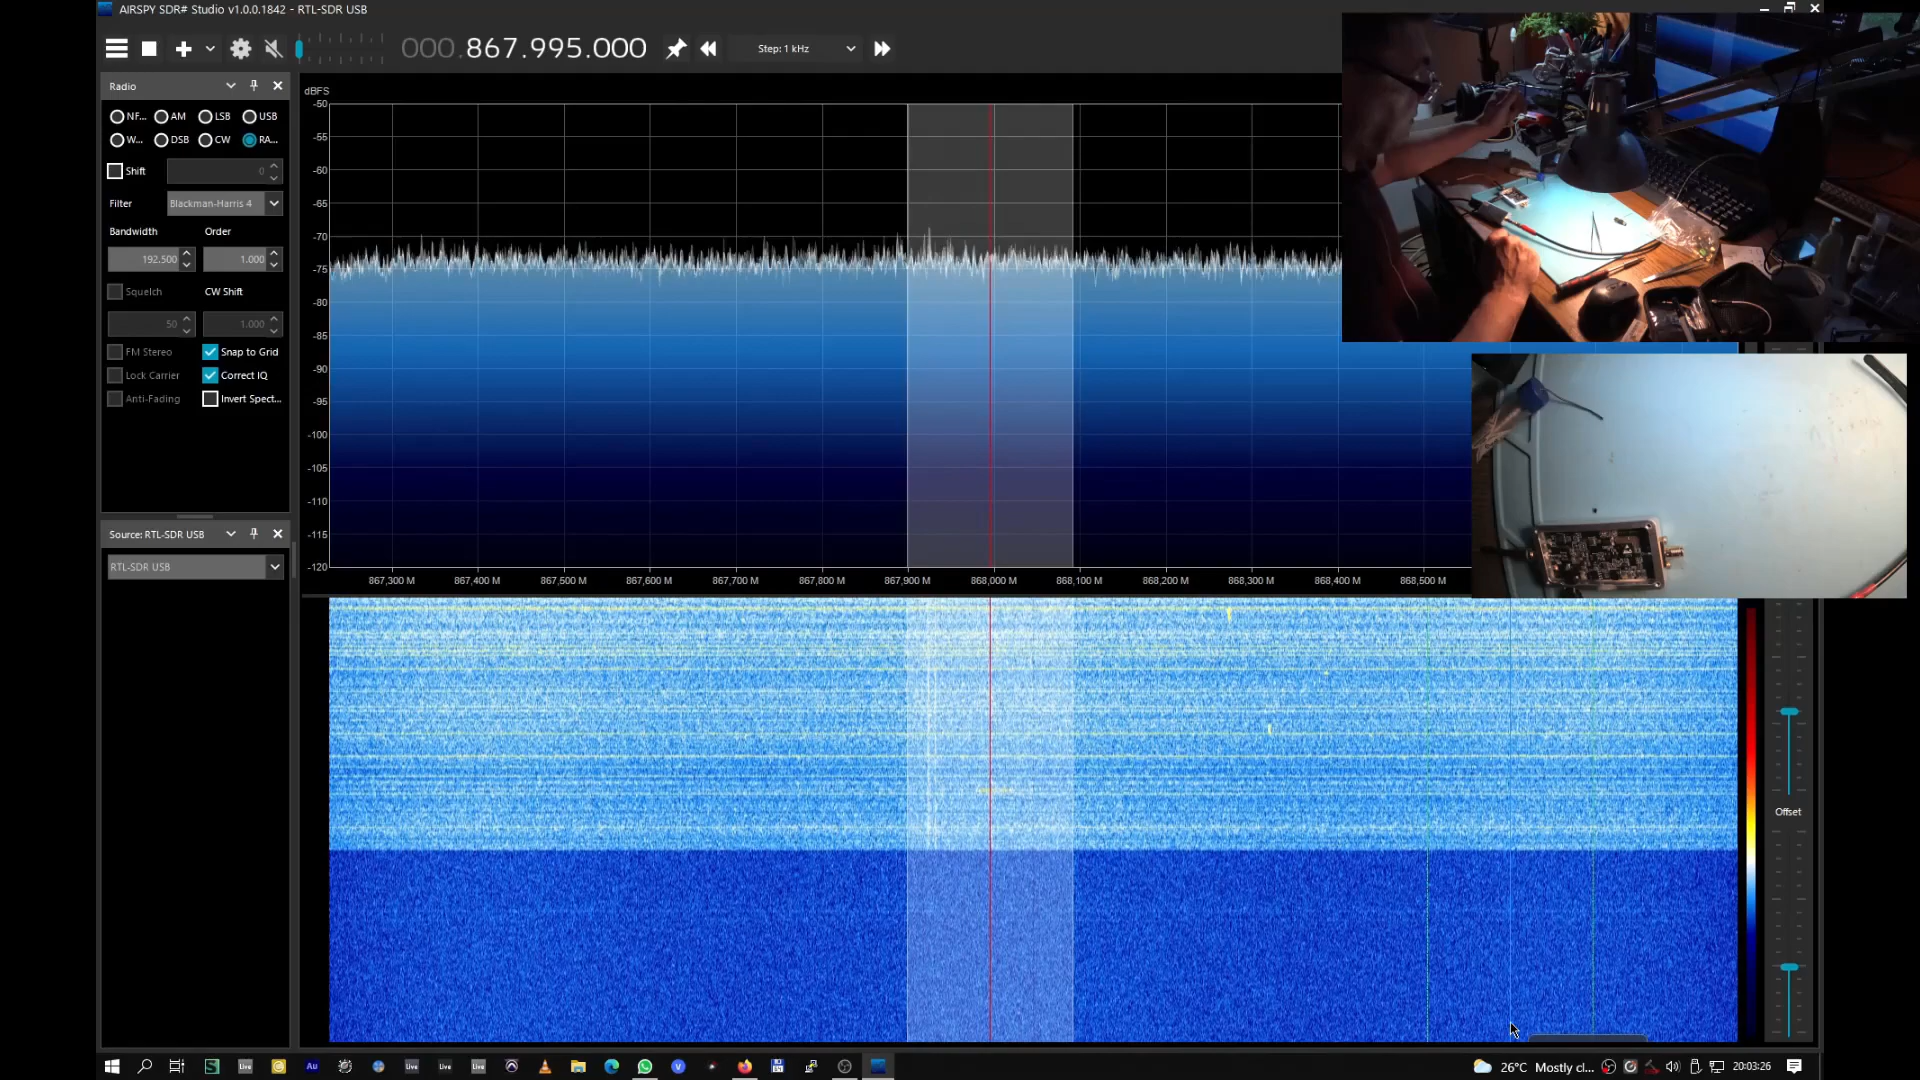 AIRSPY SDR# Studio v1.0.0.1842 - RTL-SDR USB
000.867.995.000
Step: 1 kHz
Radio
NF... AM LSB USB
W... DSB CW RA...
Shift 0
Filter Blackman-Harris 4
Bandwidth Order
192.500 1.000
Squelch CW Shift
50 1.000
FM Stereo Snap to Grid
Lock Carrier Correct IQ
Anti-Fading Invert Spect...
Source: RTL-SDR USB
RTL-SDR USB
dBFS
-50
-55
-60
-65
-70
-75
-80
-85
-90
-95
-100
-105
-110
-115
-120
867,300 M 867,400 M 867,500 M 867,600 M 867,700 M 867,800 M 867,900 M 868,000 M 868,100 M 868,200 M 868,300 M 868,400 M 868,500 M
Offset
Live Au Live Live Live
26°C Mostly cl... 20:03:26